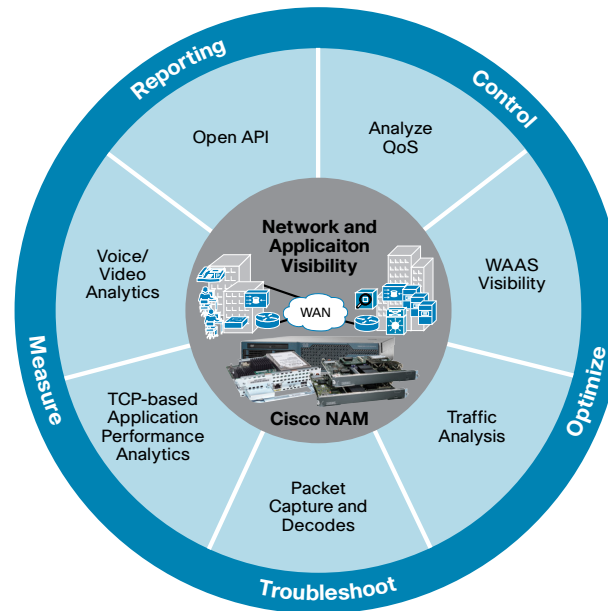 Reporting
Control
Optimize
Troubleshoot
Measure
Open API
Analyze
QoS
WAAS
Visibility
Traffic
Analysis
Packet
Capture and
Decodes
TCP-based
Application
Performance
Analytics
Voice/
Video
Analytics
Network and
Applicaiton
Visibility
WAN
Cisco NAM